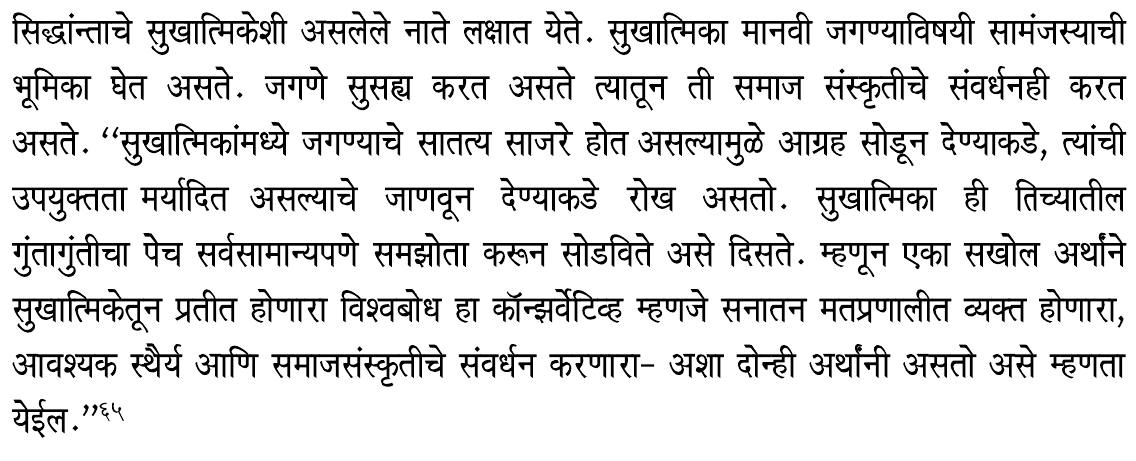 सिद्धांन्ताचे सुखात्मिकेशी असलेले नाते लक्षात येते. सुखात्मिका मानवी जगण्याविषयी सामंजस्याची
भूमिका घेत असते. जगणे सुसह्य करत असते त्यातून ती समाज संस्कृतीचे संवर्धनही करत
असते. “सुखात्मिकांमध्ये जगण्याचे सातत्य साजरे होत असल्यामुळे आग्रह सोडून देण्याकडे, त्यांची
उपयुक्तता मर्यादित असल्याचे जाणवून देण्याकडे रोख असतो. सुखात्मिका ही तिच्यातील
गुंतागुंतीचा पेच सर्वसामान्यपणे समझोता करून सोडविते असे दिसते. म्हणून एका सखोल अर्थाने
सुखात्मिकेतून प्रतीत होणारा विश्वबोध हा कॉन्झर्वेटिव्ह म्हणजे सनातन मतप्रणालीत व्यक्त होणारा,
आवश्यक स्थैर्य आणि समाजसंस्कृतीचे संवर्धन करणारा– अशा दोन्ही अर्थांनी असतो असे म्हणता
येईल.”६५